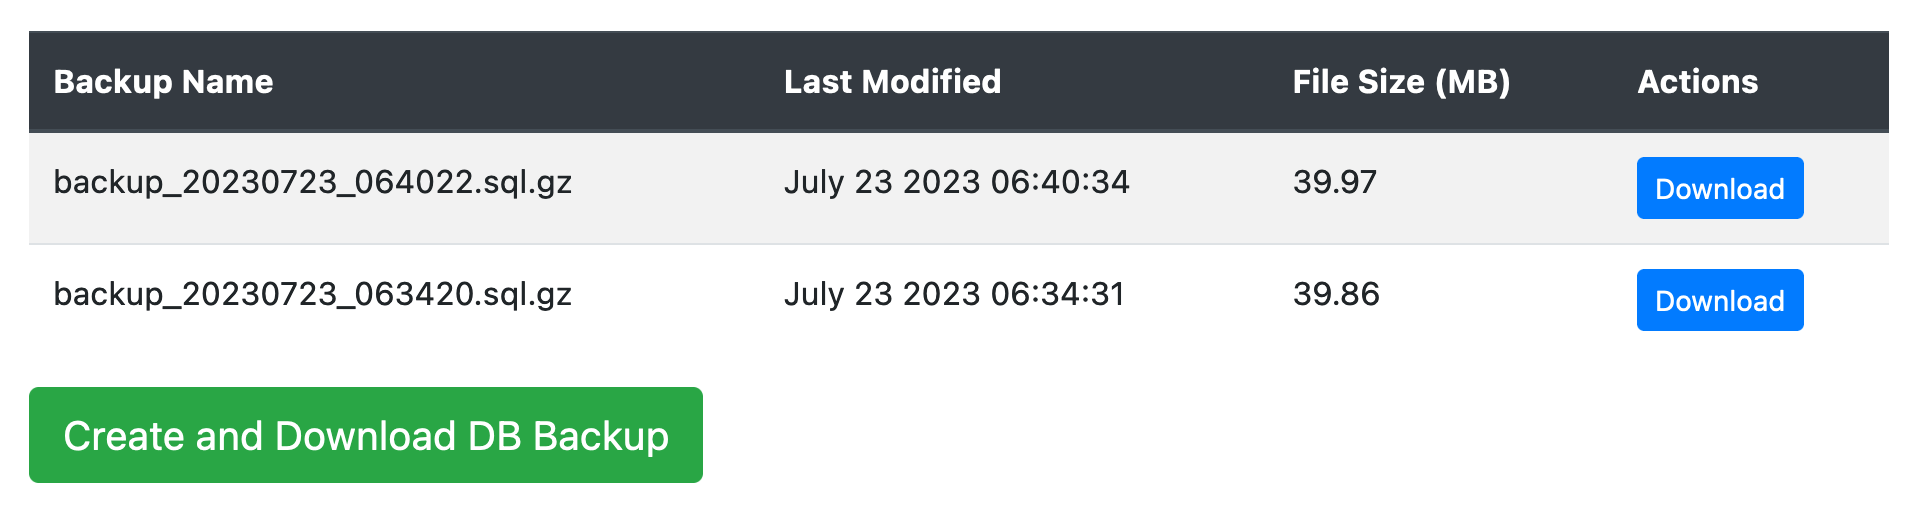 Backup Name Last Modified File Size (MB) Actions
backup_20230723_064022.sql.gz July 23 2023 06:40:34 39.97 Download
backup_20230723_063420.sql.gz July 23 2023 06:34:31 39.86 Download
Create and Download DB Backup